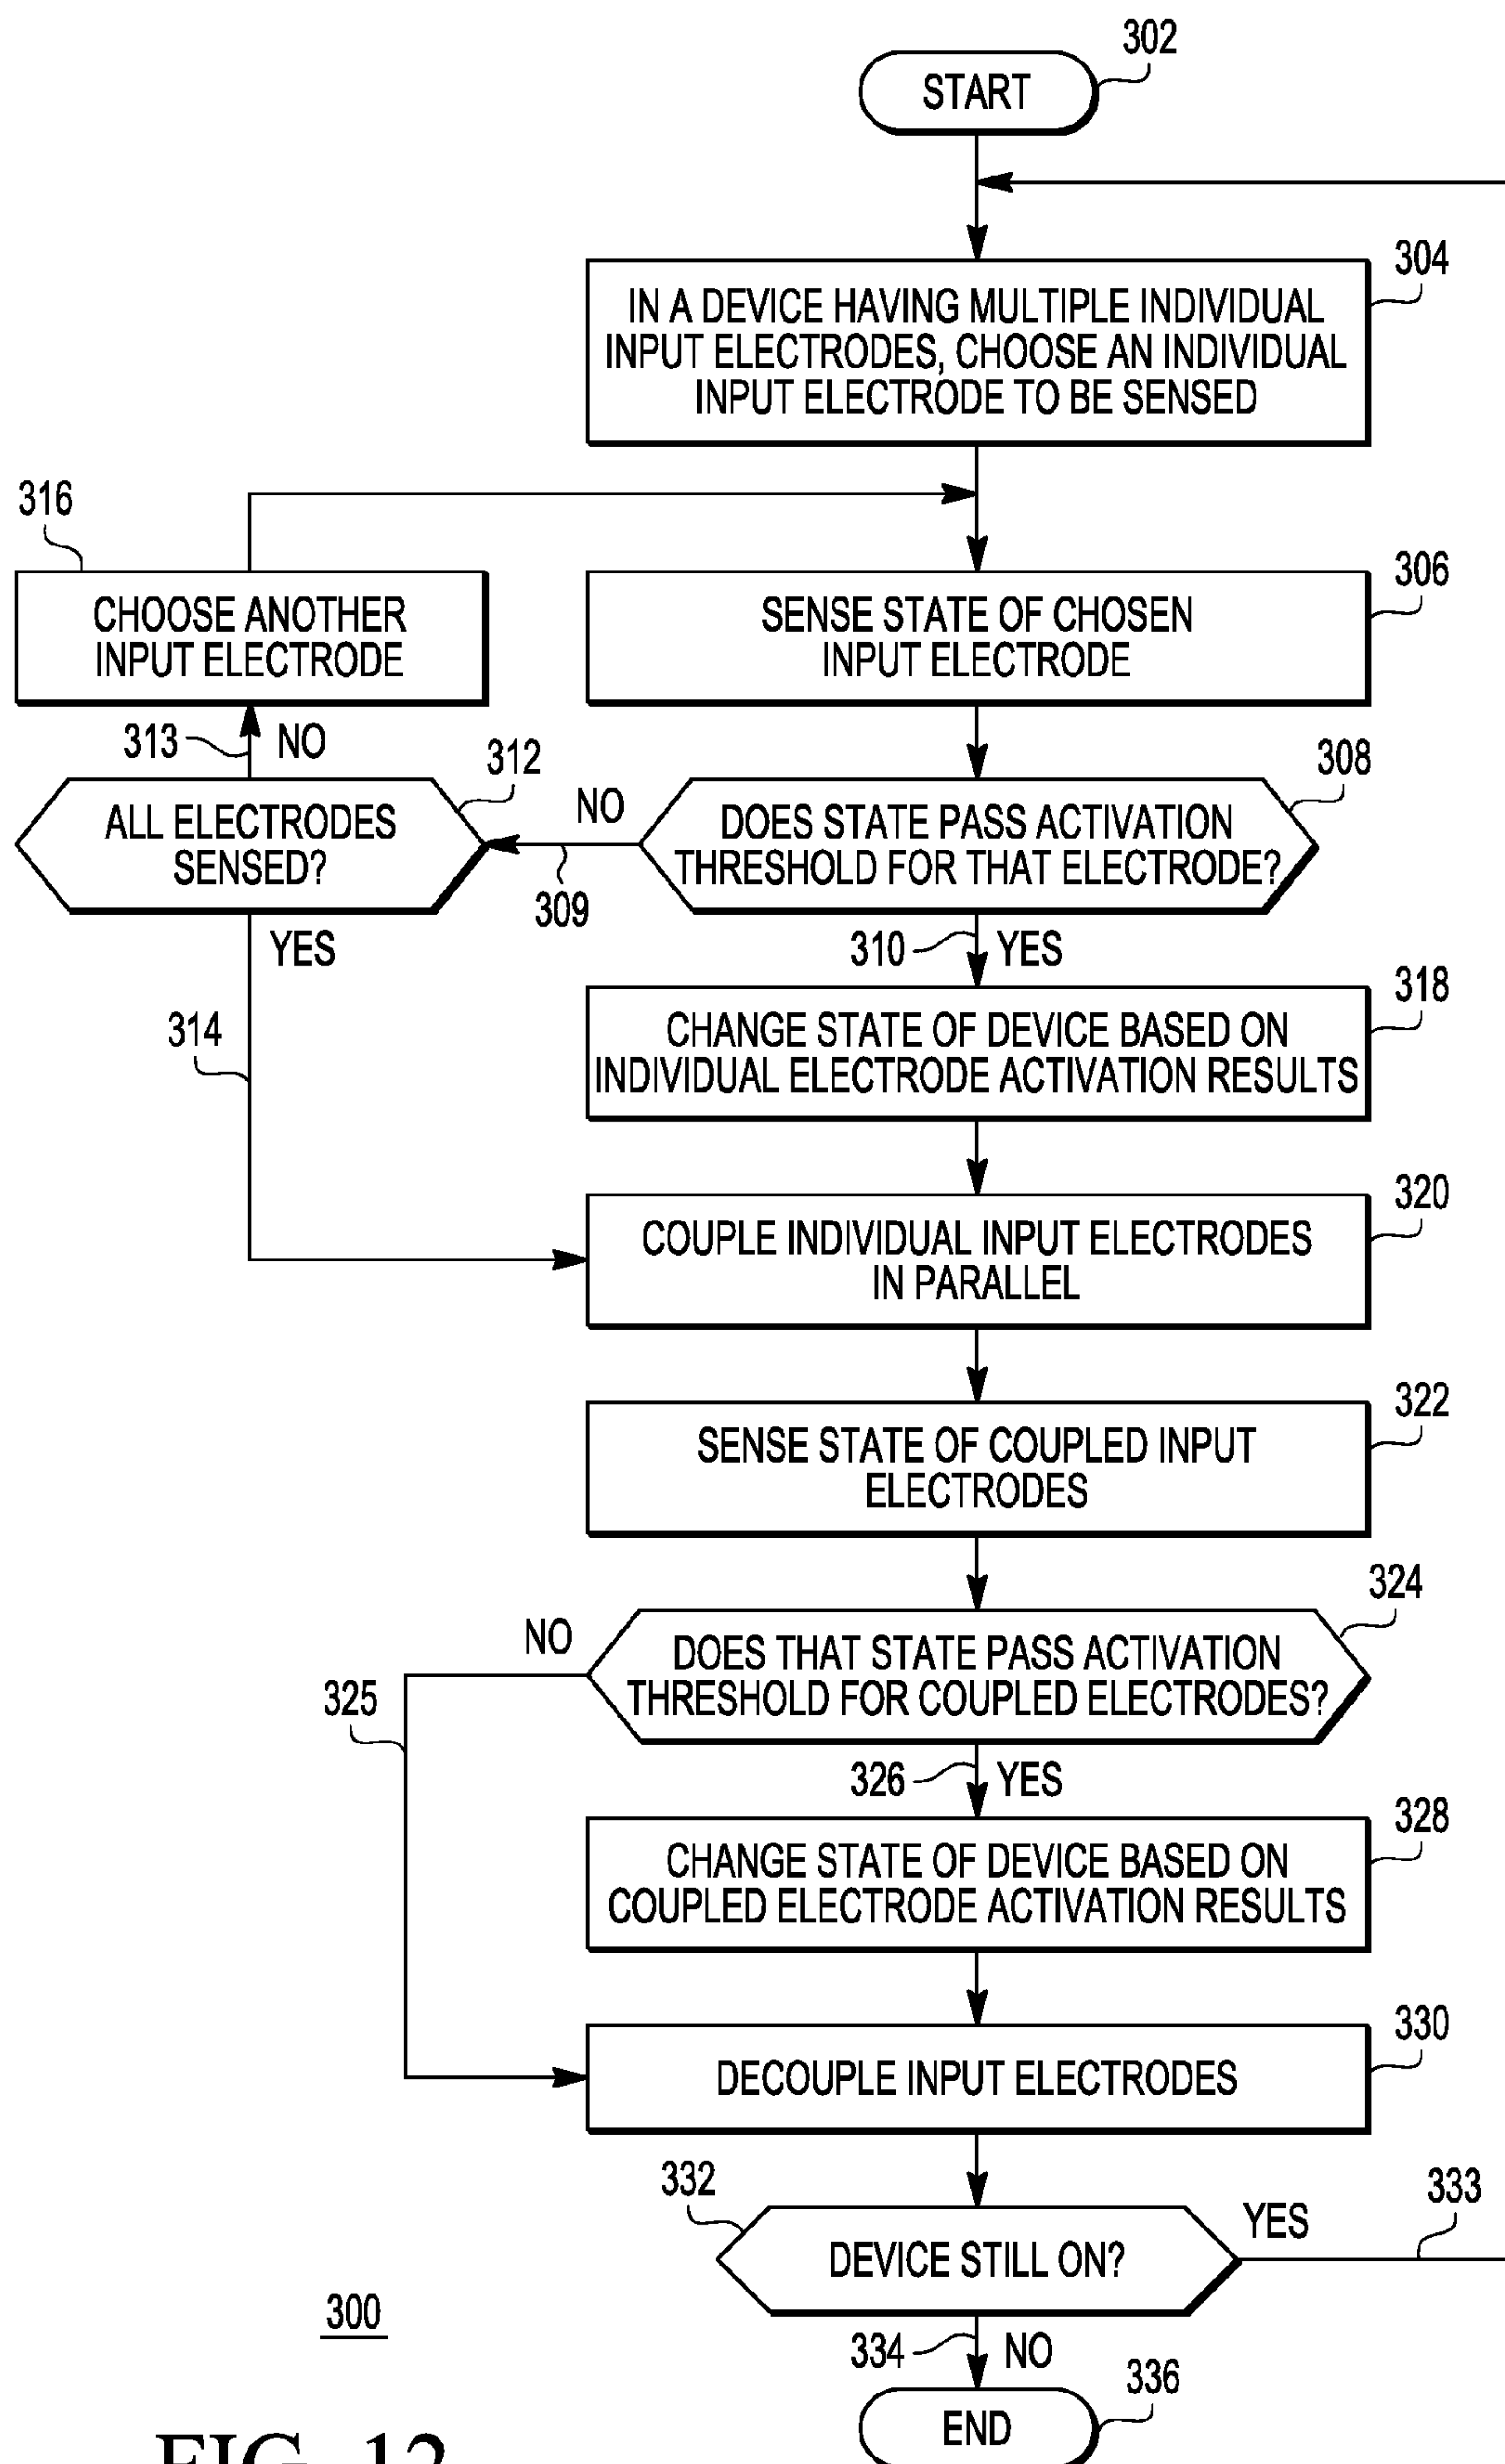 302
START
304
IN A DEVICE HAVING MULTIPLE INDIVIDUAL
INPUT ELECTRODES, CHOOSE AN INDIVIDUAL
INPUT ELECTRODE TO BE SENSED
316
CHOOSE ANOTHER
INPUT ELECTRODE
306
SENSE STATE OF CHOSEN
INPUT ELECTRODE
313
NO
312
ALL ELECTRODES
SENSED?
NO
309
308
DOES STATE PASS ACTIVATION
THRESHOLD FOR THAT ELECTRODE?
YES
314
310
YES
318
CHANGE STATE OF DEVICE BASED ON
INDIVIDUAL ELECTRODE ACTIVATION RESULTS
320
COUPLE INDIVIDUAL INPUT ELECTRODES
IN PARALLEL
322
SENSE STATE OF COUPLED INPUT
ELECTRODES
324
NO
DOES THAT STATE PASS ACTIVATION
THRESHOLD FOR COUPLED ELECTRODES?
325
326
YES
328
CHANGE STATE OF DEVICE BASED ON
COUPLED ELECTRODE ACTIVATION RESULTS
330
DECOUPLE INPUT ELECTRODES
332
DEVICE STILL ON?
YES
333
300
334
NO
336
END
FIG. 12